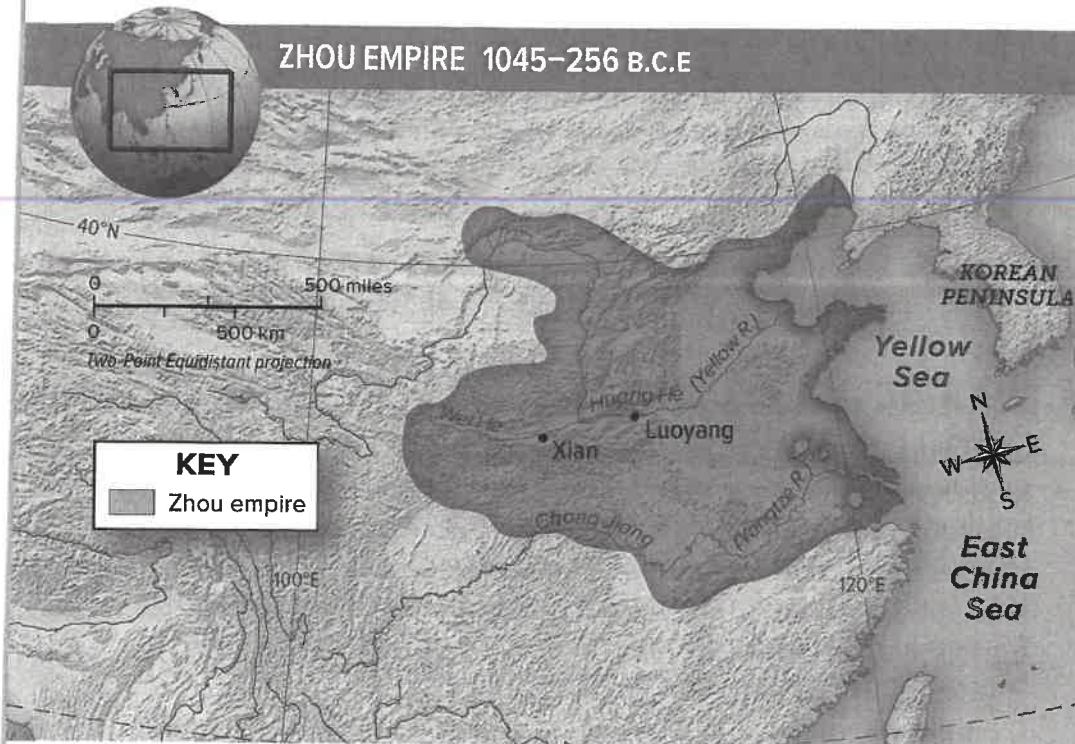 ZHOU EMPIRE 1045–256 B.C.E
40°N
0 500 miles
0 500 km
Two-Point Equidistant projection
KOREAN
PENINSULA
Yellow
Sea
Huang He (Yellow R.)
Wei He
Luoyang
Xian
N
W E
S
KEY
Zhou empire
Chang Jiang (Yangtze R.)
East
China
Sea
100°E
120°E